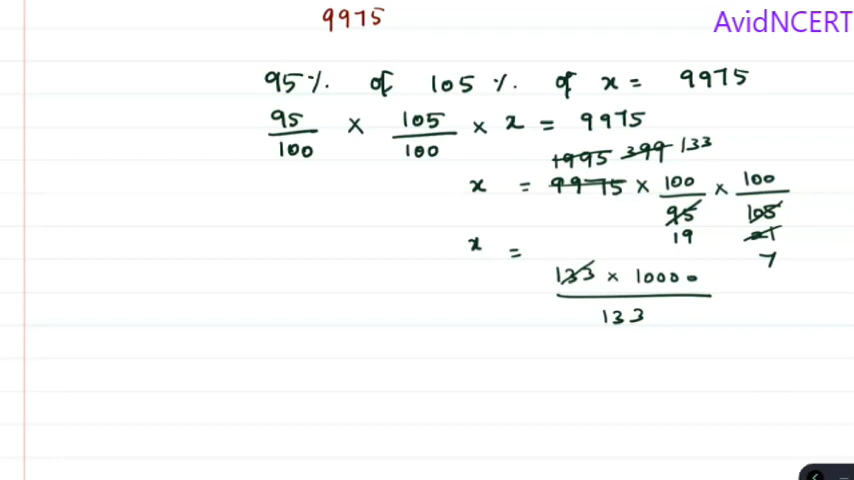 AvidNCERT
9975
95% of 105% of x = 9975
95/100 × 105/100 × x = 9975
1995 399 133
x = 9975 × 100/95 × 100/105
19 21
7
x = 133 × 10000 / 133